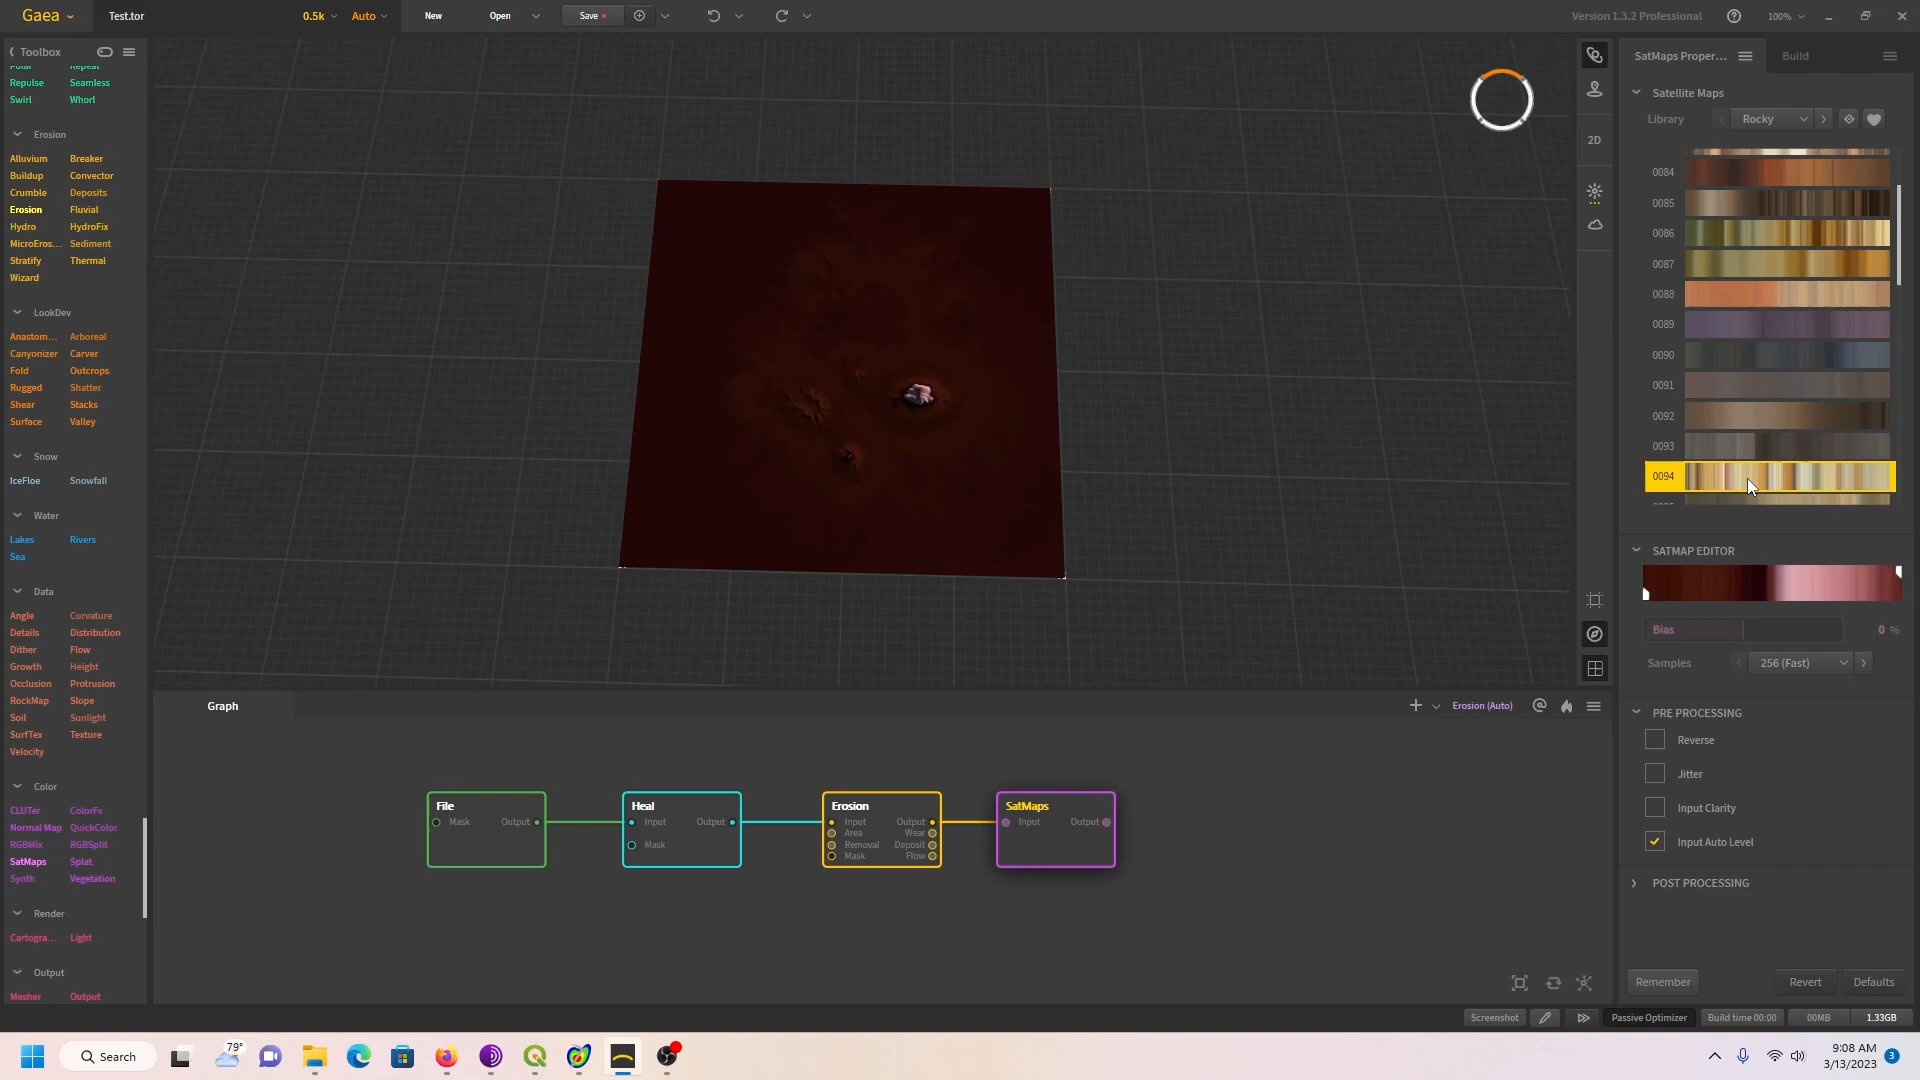 Gaea
Test.tor
0.5k
Auto
New
Open
Save
Version 1.3.2 Professional
100%
Toolbox
Polar Repeat
Repulse Seamless
Swirl Whorl
Erosion
Alluvium Breaker
Buildup Convector
Crumble Deposits
Erosion Fluvial
Hydro HydroFix
MicroEros... Sediment
Stratify Thermal
Wizard
LookDev
Anastom... Arboreal
Canyonizer Carver
Fold Outcrops
Rugged Shatter
Shear Stacks
Surface Valley
Snow
IceFloe Snowfall
Water
Lakes Rivers
Sea
Data
Angle Curvature
Details Distribution
Dither Flow
Growth Height
Occlusion Protrusion
RockMap Slope
Soil Sunlight
SurfTex Texture
Velocity
Color
CLUTer ColorFx
Normal Map QuickColor
RGBMix RGBSplit
SatMaps Splat
Synth Vegetation
Render
Cartogra... Light
Output
Mesher Output
2D
Graph
Erosion (Auto)
File
Mask Output
Heal
Input Output
Mask
Erosion
Input Output
Area Wear
Removal Deposit
Mask Flow
SatMaps
Input Output
SatMaps Proper...
Build
Satellite Maps
Library
Rocky
0084
0085
0086
0087
0088
0089
0090
0091
0092
0093
0094
SATMAP EDITOR
Bias 0 %
Samples 256 (Fast)
PRE PROCESSING
Reverse
Jitter
Input Clarity
Input Auto Level
POST PROCESSING
Remember
Revert
Defaults
Screenshot
Passive Optimizer
Build time 00:00
00MB
1.33GB
79°
Search
9:08 AM
3/13/2023
3